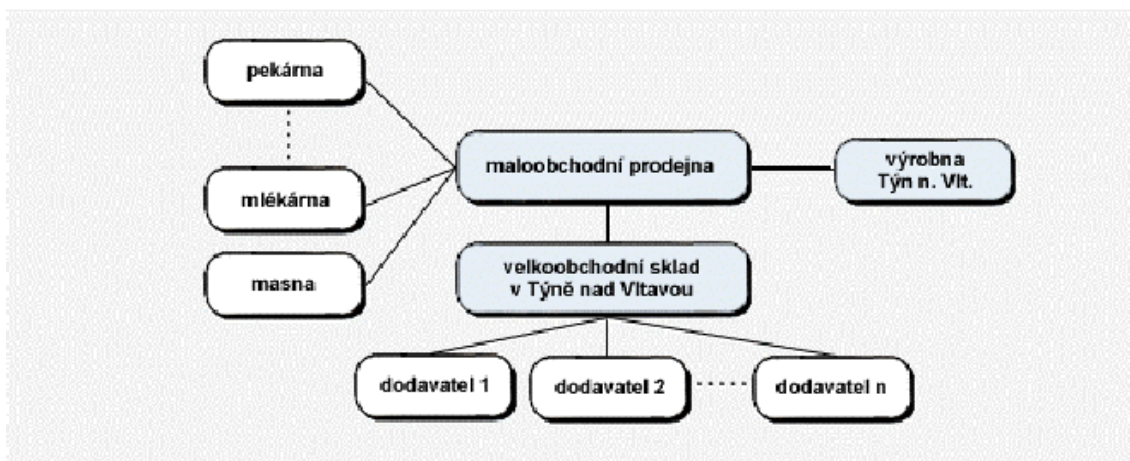 pekárna
maloobchodní prodejna
výrobna
Týn n. Vlt.
mlékárna
masna
velkoobchodní sklad
v Týně nad Vltavou
dodavatel 1
dodavatel 2
dodavatel n